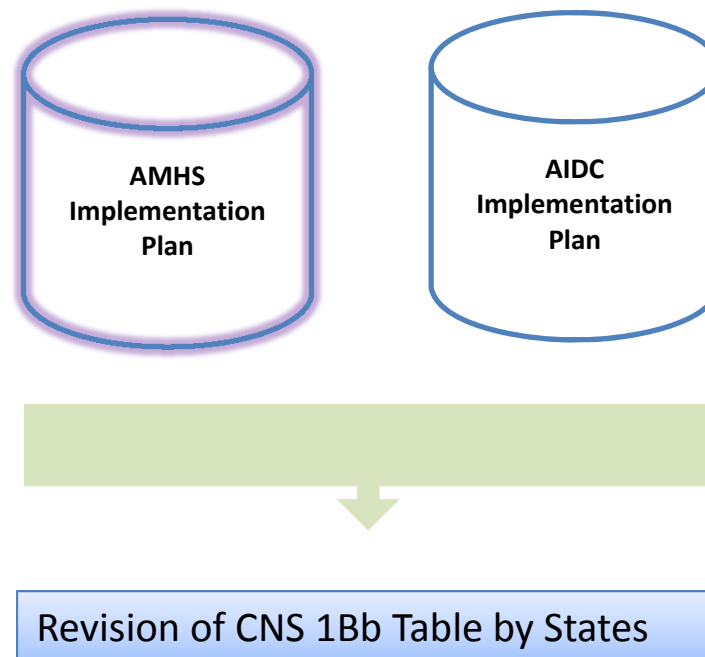 AMHS
Implementation
Plan
AIDC
Implementation
Plan
Revision of CNS 1Bb Table by States